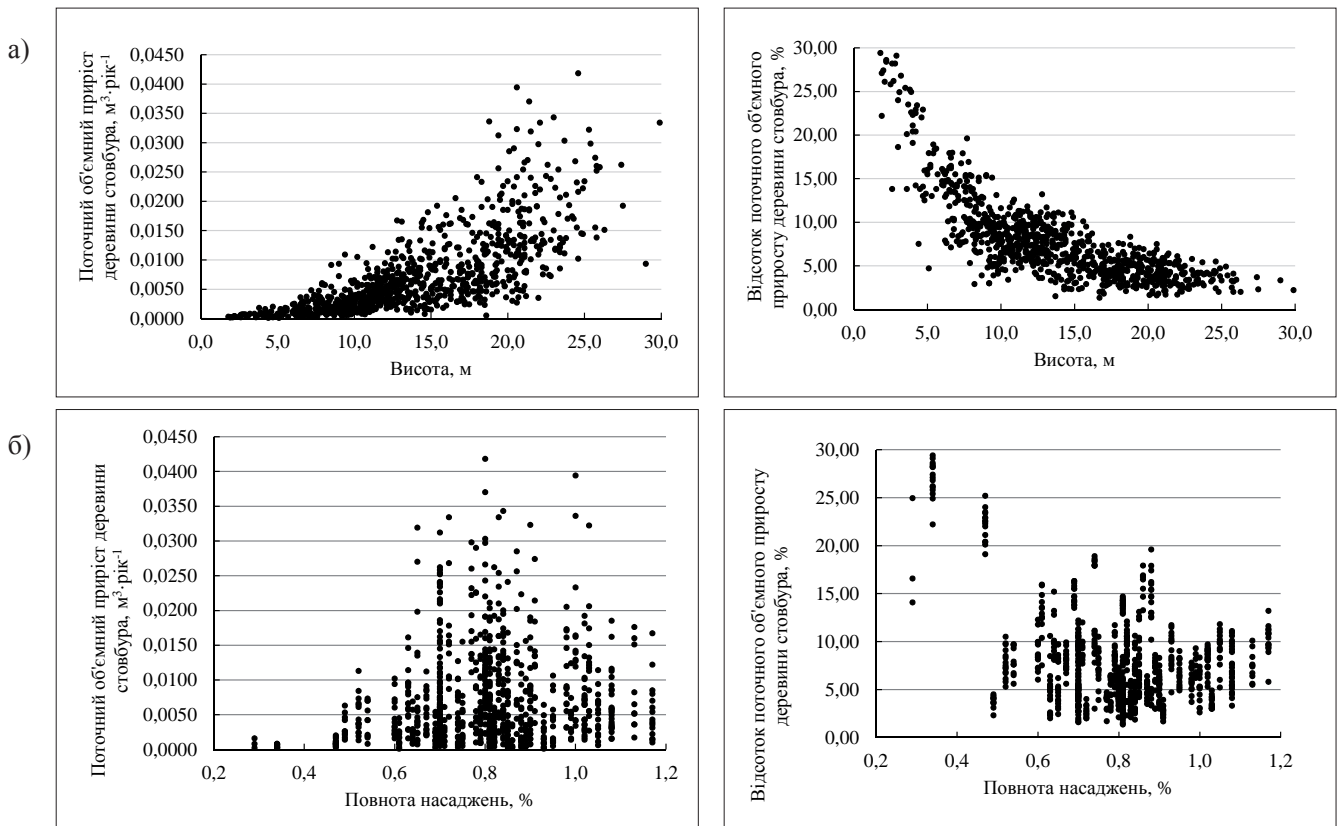 а)
Поточний об'ємний приріст
деревини стовбура, м³·рік⁻¹
0,0450
0,0400
0,0350
0,0300
0,0250
0,0200
0,0150
0,0100
0,0050
0,0000
0,0 5,0 10,0 15,0 20,0 25,0 30,0
Висота, м
Відсоток поточного об'ємного
приросту деревини стовбура, %
30,00
25,00
20,00
15,00
10,00
5,00
0,00
0,0 5,0 10,0 15,0 20,0 25,0 30,0
Висота, м
б)
Поточний об'ємний приріст деревини
стовбура, м³·рік⁻¹
0,0450
0,0400
0,0350
0,0300
0,0250
0,0200
0,0150
0,0100
0,0050
0,0000
0,2 0,4 0,6 0,8 1,0 1,2
Повнота насаджень, %
Відсоток поточного об'ємного приросту
деревини стовбура, %
30,00
25,00
20,00
15,00
10,00
5,00
0,00
0,2 0,4 0,6 0,8 1,0 1,2
Повнота насаджень, %